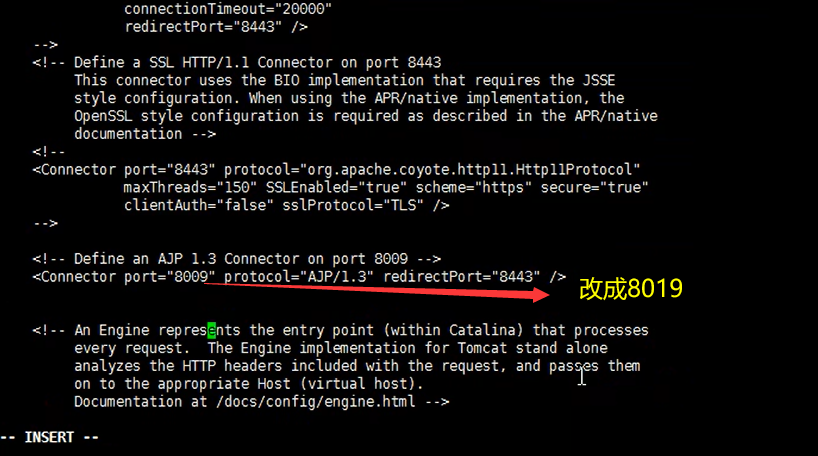 connectionTimeout="20000"
redirectPort="8443" />
-->
<!-- Define a SSL HTTP/1.1 Connector on port 8443
This connector uses the BIO implementation that requires the JSSE
style configuration. When using the APR/native implementation, the
OpenSSL style configuration is required as described in the APR/native
documentation -->
<!--
<Connector port="8443" protocol="org.apache.coyote.http11.Http11Protocol"
maxThreads="150" SSLEnabled="true" scheme="https" secure="true"
clientAuth="false" sslProtocol="TLS" />
-->
<!-- Define an AJP 1.3 Connector on port 8009 -->
<Connector port="8009" protocol="AJP/1.3" redirectPort="8443" />
改成8019
<!-- An Engine represents the entry point (within Catalina) that processes
every request.  The Engine implementation for Tomcat stand alone
analyzes the HTTP headers included with the request, and passes them
on to the appropriate Host (virtual host).
Documentation at /docs/config/engine.html -->
-- INSERT --